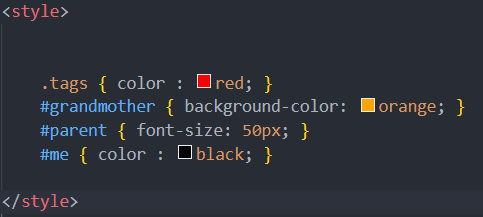 <style>
.tags { color : red; }
#grandmother { background-color: orange; }
#parent { font-size: 50px; }
#me { color : black; }
</style>